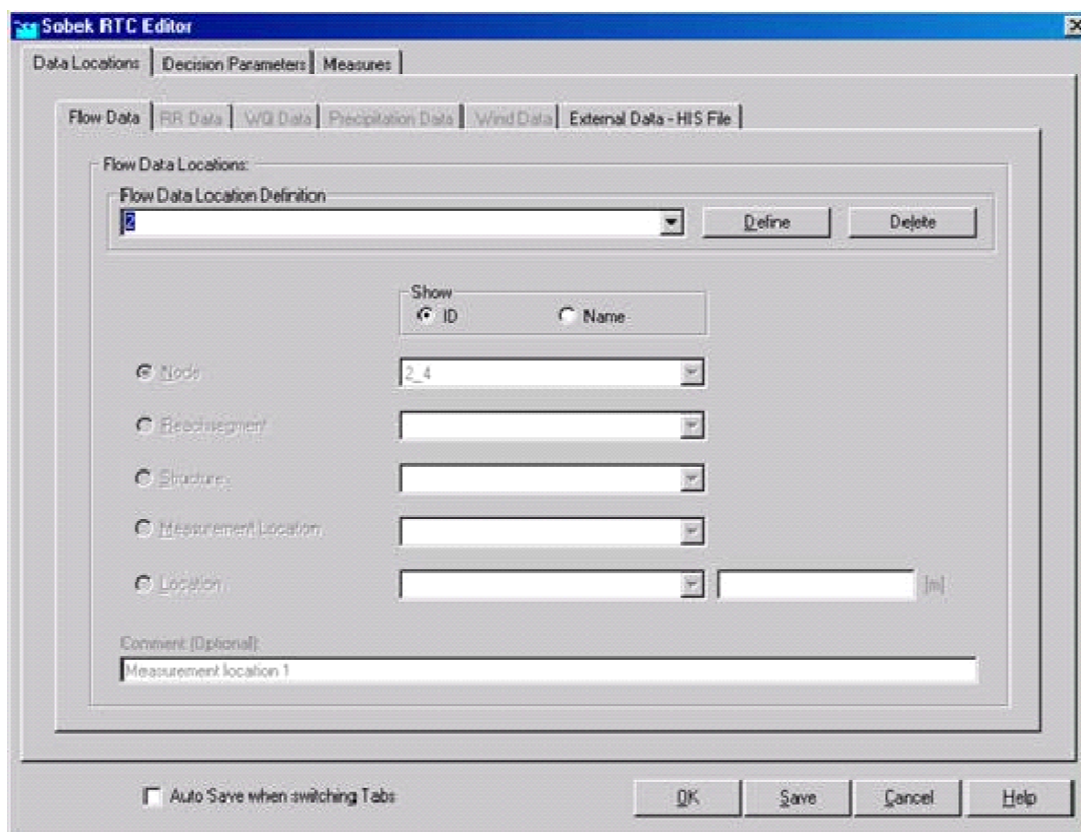 Sobek RTC Editor
Data Locations Decision Parameters Measures
Flow Data RR Data WQ Data Precipitation Data Wind Data External Data - HIS File
Flow Data Locations:
Flow Data Location Definition
2 Define Delete
Show
ID Name
Node 2_4
Reachsegment
Structure
Measurement Location
Location [m]
Comment (Optional):
Measurement location 1
Auto Save when switching Tabs OK Save Cancel Help